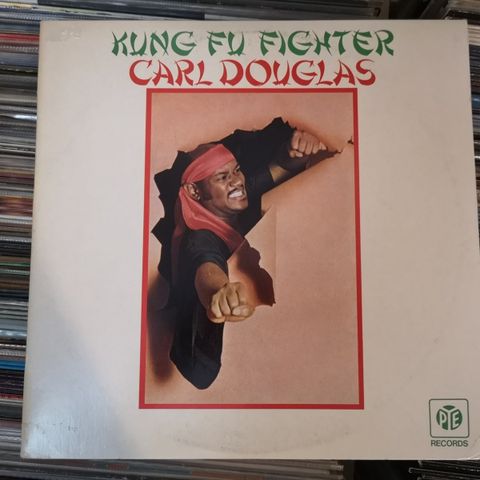 KUNG FU FIGHTER
CARL DOUGLAS
PYE
RECORDS